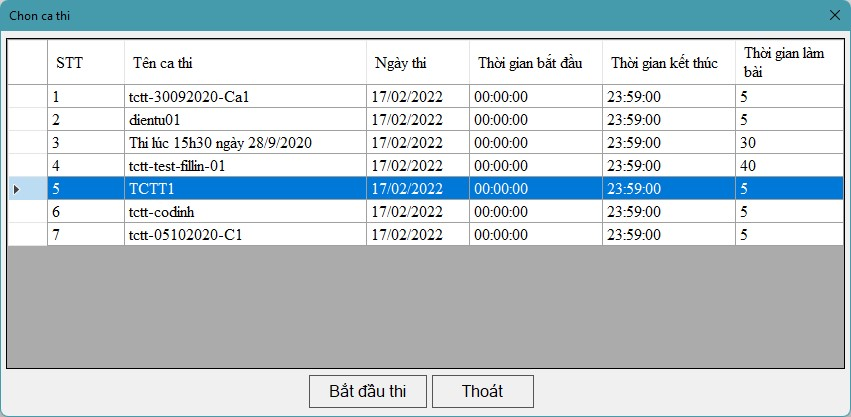 Chon ca thi
STT Tên ca thi Ngày thi Thời gian bắt đầu Thời gian kết thúc Thời gian làm bài
1 tctt-30092020-Ca1 17/02/2022 00:00:00 23:59:00 5
2 dientu01 17/02/2022 00:00:00 23:59:00 5
3 Thi lúc 15h30 ngày 28/9/2020 17/02/2022 00:00:00 23:59:00 30
4 tctt-test-fillin-01 17/02/2022 00:00:00 23:59:00 40
5 TCTT1 17/02/2022 00:00:00 23:59:00 5
6 tctt-codinh 17/02/2022 00:00:00 23:59:00 5
7 tctt-05102020-C1 17/02/2022 00:00:00 23:59:00 5
Bắt đầu thi Thoát